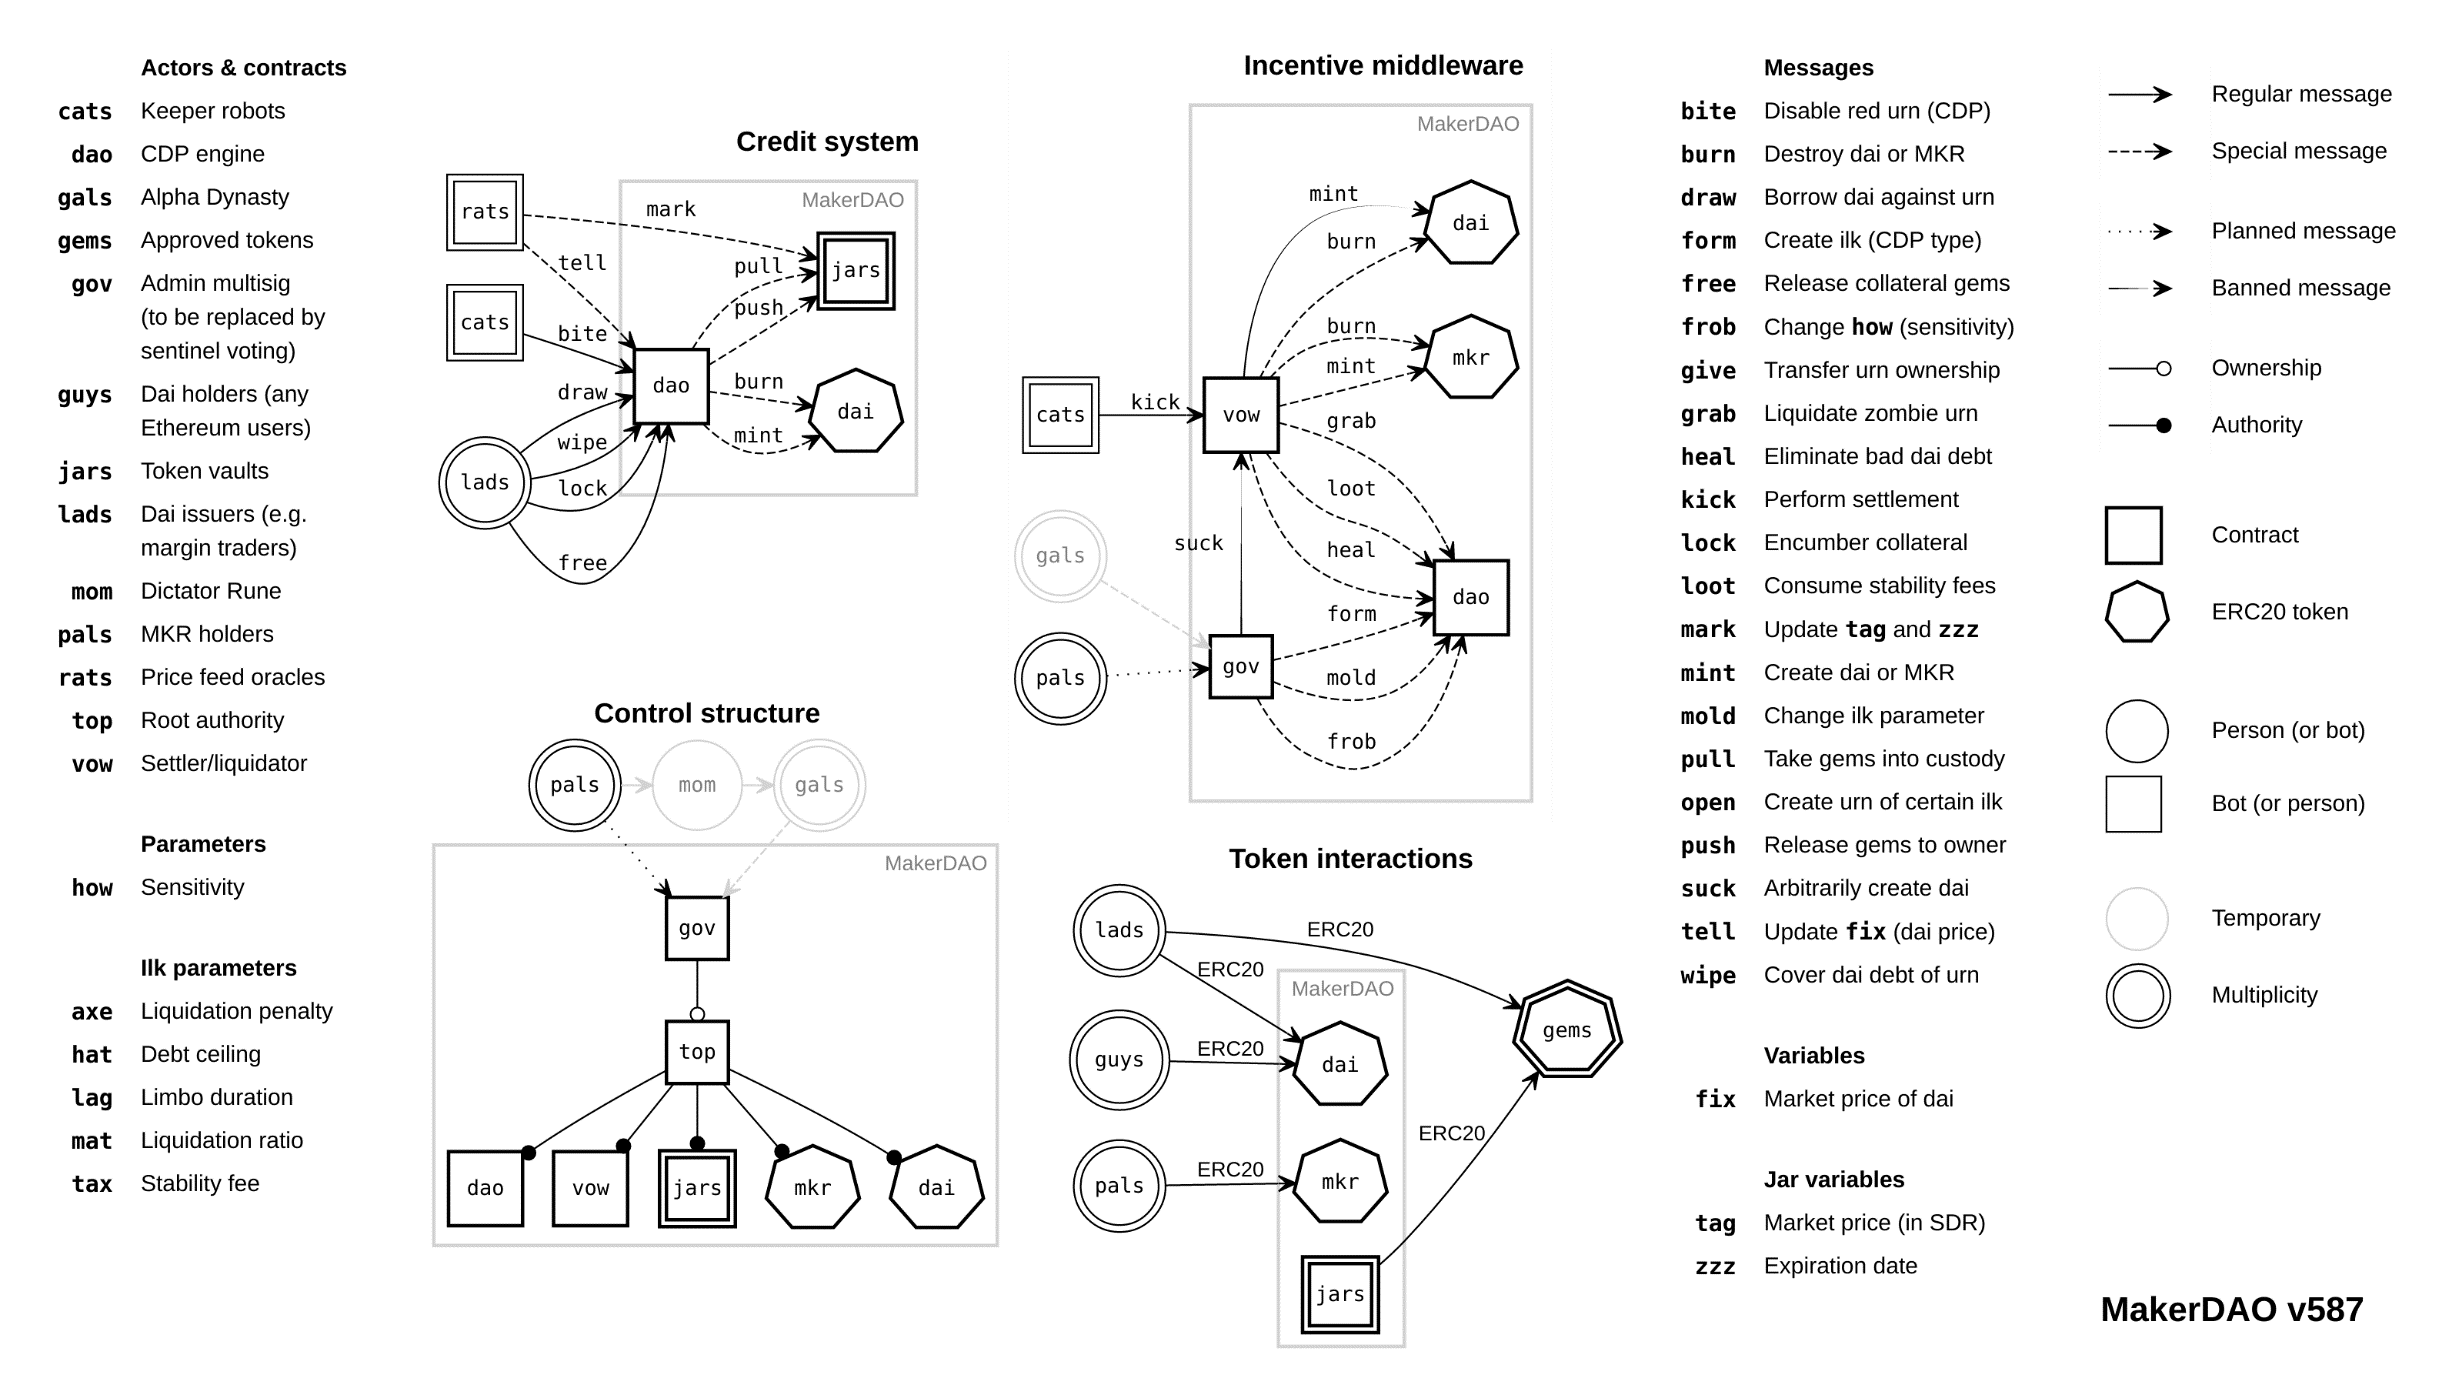 Actors & contracts
cats Keeper robots
dao CDP engine
gals Alpha Dynasty
gems Approved tokens
gov Admin multisig
(to be replaced by
sentinel voting)
guys Dai holders (any
Ethereum users)
jars Token vaults
lads Dai issuers (e.g.
margin traders)
mom Dictator Rune
pals MKR holders
rats Price feed oracles
top Root authority
vow Settler/liquidator
Parameters
how Sensitivity
Ilk parameters
axe Liquidation penalty
hat Debt ceiling
lag Limbo duration
mat Liquidation ratio
tax Stability fee
Credit system
MakerDAO
rats
mark
tell
pull
jars
push
cats
bite
dao
draw
burn
dai
wipe
mint
lads
lock
free
Control structure
pals
mom
gals
MakerDAO
gov
top
dao
vow
jars
mkr
dai
Incentive middleware
MakerDAO
mint
dai
burn
burn
mkr
mint
cats
kick
vow
grab
loot
suck
heal
gals
dao
form
gov
pals
mold
frob
Token interactions
lads
ERC20
ERC20
MakerDAO
gems
guys
ERC20
dai
ERC20
pals
ERC20
mkr
jars
Messages
bite Disable red urn (CDP)
burn Destroy dai or MKR
draw Borrow dai against urn
form Create ilk (CDP type)
free Release collateral gems
frob Change how (sensitivity)
give Transfer urn ownership
grab Liquidate zombie urn
heal Eliminate bad dai debt
kick Perform settlement
lock Encumber collateral
loot Consume stability fees
mark Update tag and zzz
mint Create dai or MKR
mold Change ilk parameter
pull Take gems into custody
open Create urn of certain ilk
push Release gems to owner
suck Arbitrarily create dai
tell Update fix (dai price)
wipe Cover dai debt of urn
Variables
fix Market price of dai
Jar variables
tag Market price (in SDR)
zzz Expiration date
Regular message
Special message
Planned message
Banned message
Ownership
Authority
Contract
ERC20 token
Person (or bot)
Bot (or person)
Temporary
Multiplicity
MakerDAO v587